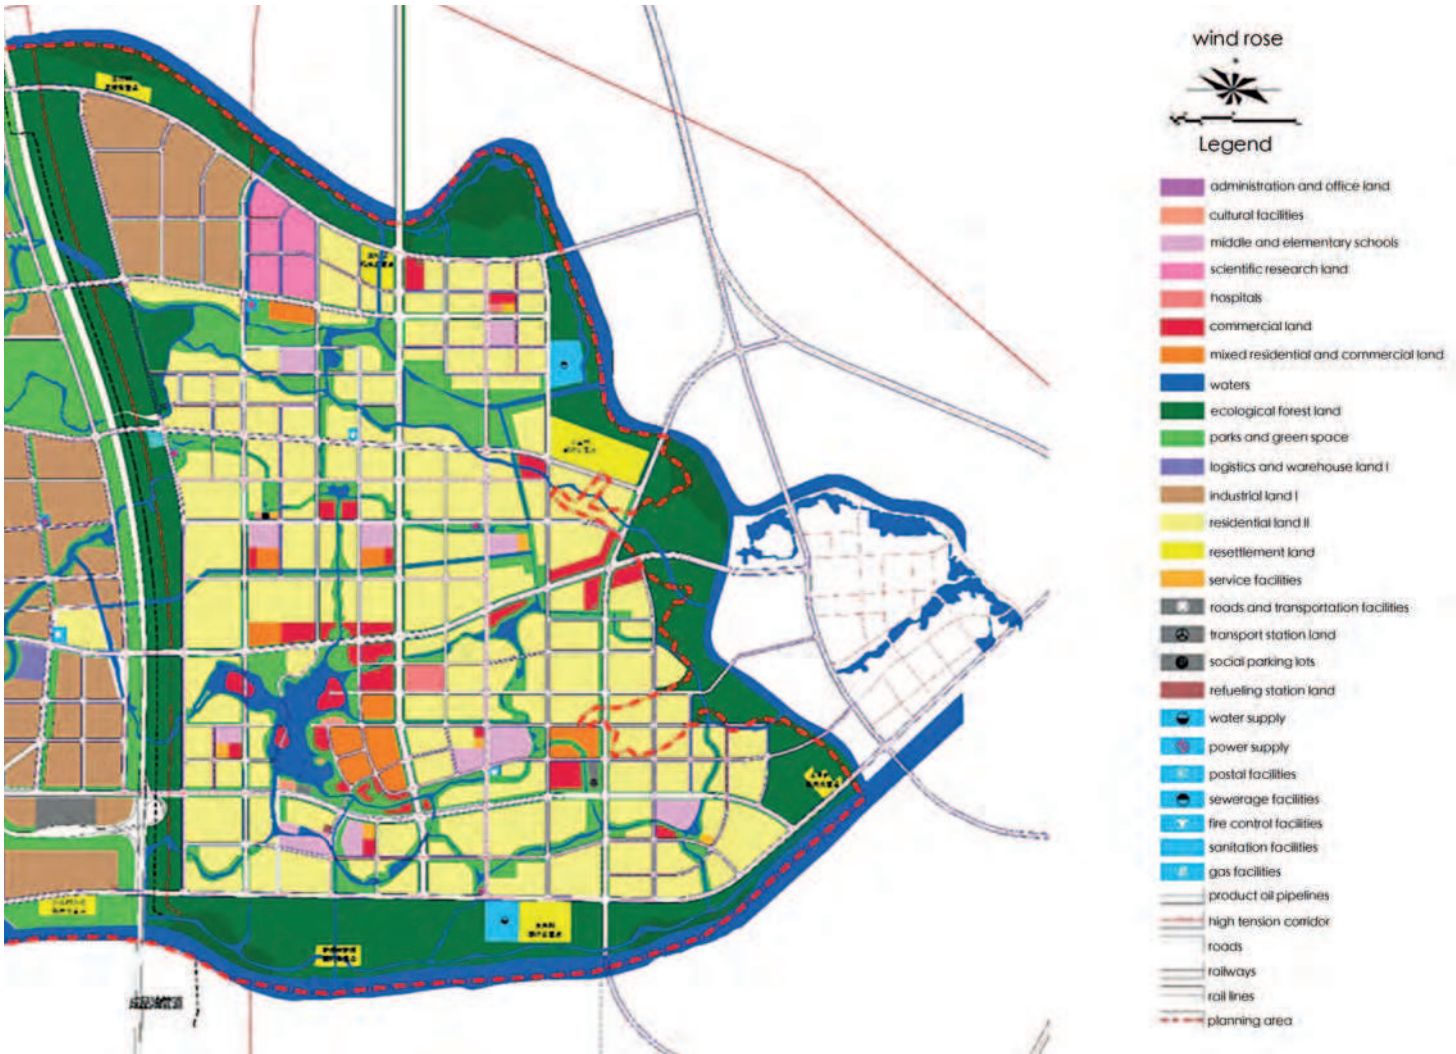 wind rose
Legend
administration and office land
cultural facilities
middle and elementary schools
scientific research land
hospitals
commercial land
mixed residential and commercial land
waters
ecological forest land
parks and green space
logistics and warehouse land I
industrial land I
residential land II
resettlement land
service facilities
roads and transportation facilities
transport station land
social parking lots
refueling station land
water supply
power supply
postal facilities
sewerage facilities
fire control facilities
sanitation facilities
gas facilities
product oil pipelines
high tension corridor
roads
railways
rail lines
planning area